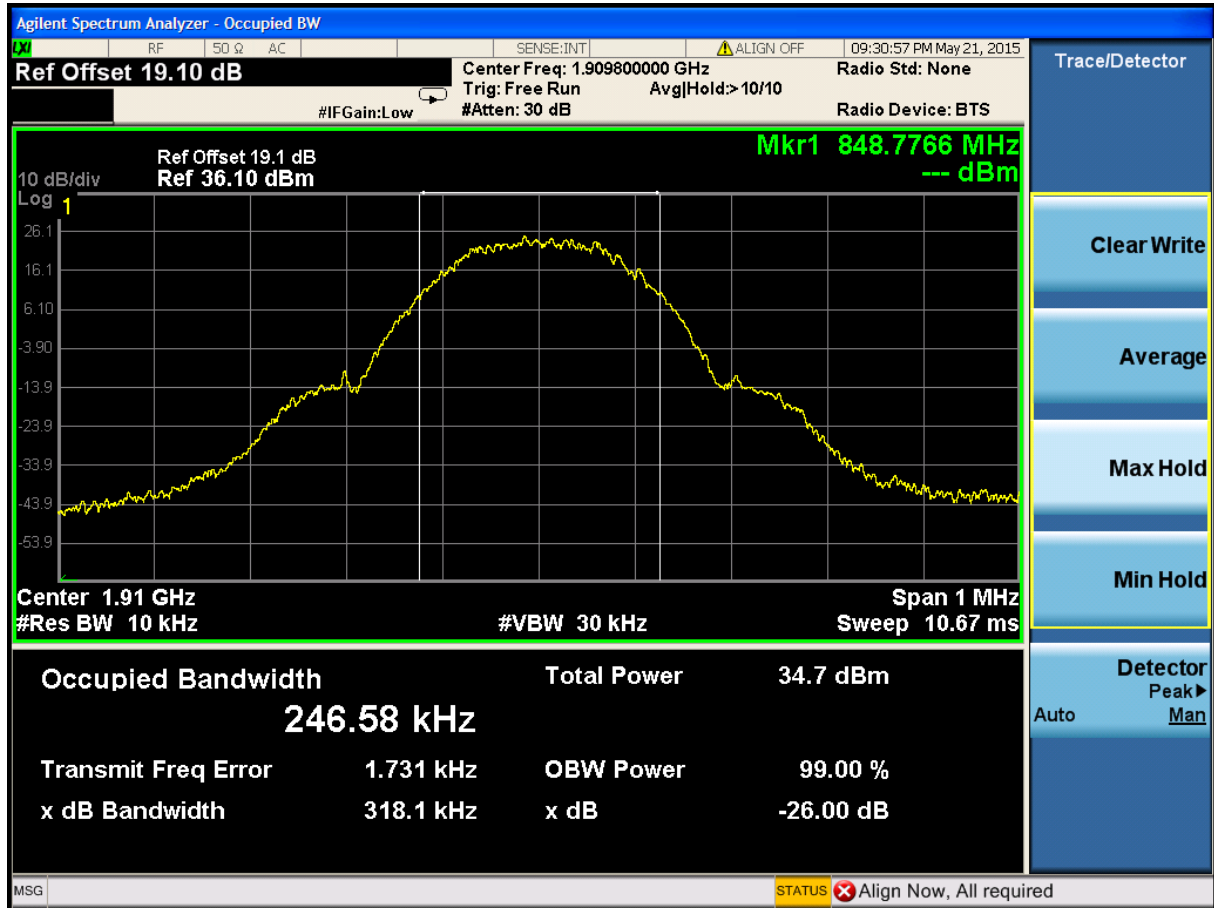 Agilent Spectrum Analyzer - Occupied BW
LXI RF 50 Ω AC SENSE:INT ALIGN OFF 09:30:57 PM May 21, 2015
Ref Offset 19.10 dB
Center Freq: 1.909800000 GHz
Radio Std: None
Trig: Free Run Avg|Hold:>10/10
#IFGain:Low
#Atten: 30 dB
Radio Device: BTS
Mkr1 848.7766 MHz
--- dBm
Ref Offset 19.1 dB
10 dB/div Ref 36.10 dBm
Log
1
26.1
16.1
6.10
-3.90
-13.9
-23.9
-33.9
-43.9
-53.9
Center 1.91 GHz Span 1 MHz
#Res BW 10 kHz #VBW 30 kHz Sweep 10.67 ms
Occupied Bandwidth Total Power 34.7 dBm
246.58 kHz
Transmit Freq Error 1.731 kHz OBW Power 99.00 %
x dB Bandwidth 318.1 kHz x dB -26.00 dB
Trace/Detector
Clear Write
Average
Max Hold
Min Hold
Detector
Peak▶
Auto Man
MSG STATUS Align Now, All required